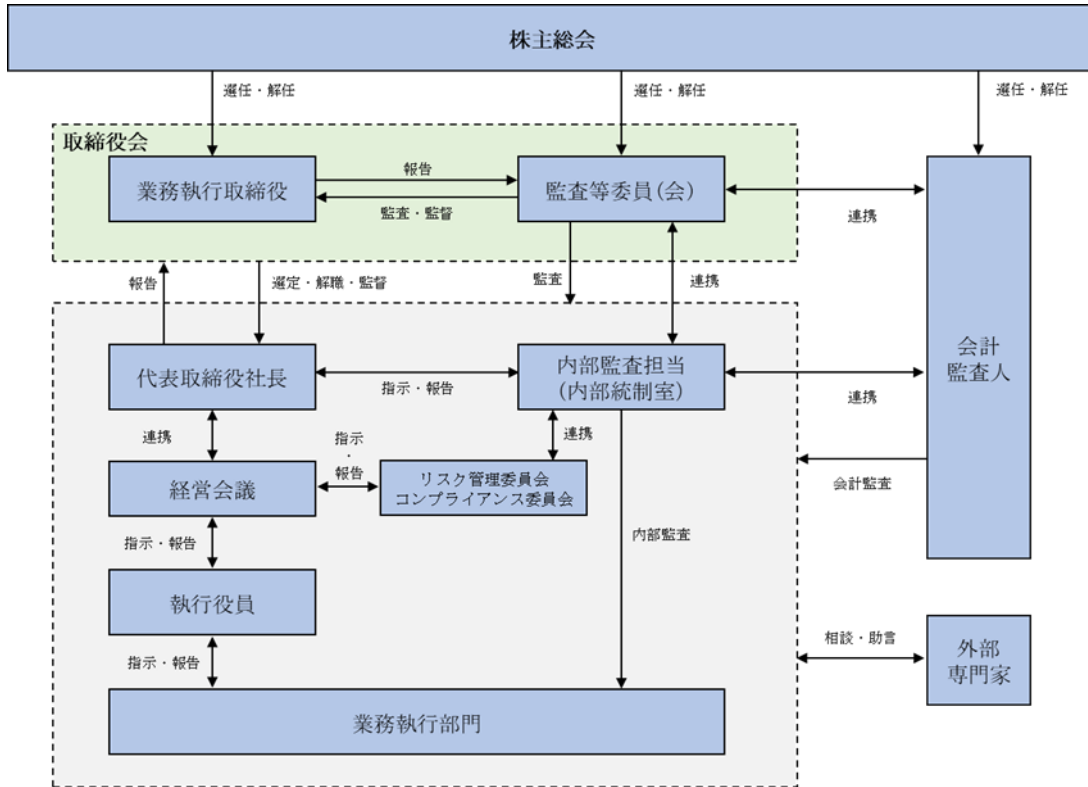 株主総会
選任・解任
選任・解任
選任・解任
取締役会
業務執行取締役
報告
監査・監督
監査等委員(会)
連携
報告
選定・解職・監督
監査
連携
会計
監査人
代表取締役社長
指示・報告
内部監査担当
(内部統制室)
連携
連携
指示
・
報告
連携
経営会議
リスク管理委員会
コンプライアンス委員会
会計監査
指示・報告
内部監査
執行役員
指示・報告
相談・助言
外部
専門家
業務執行部門